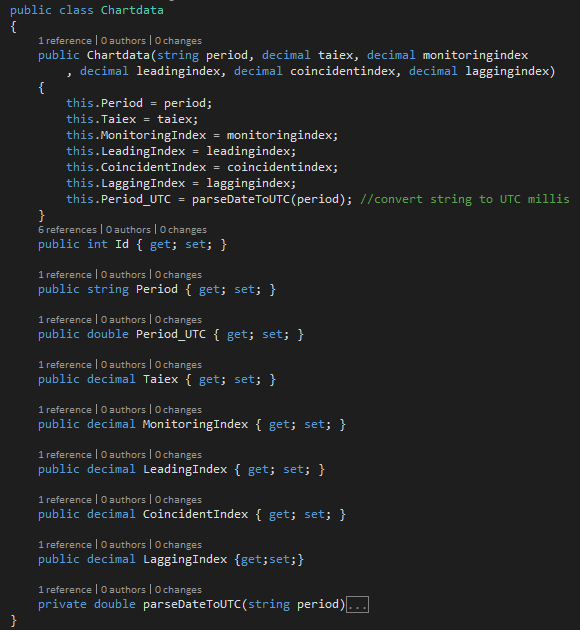 public class Chartdata
{
1 reference | 0 authors | 0 changes
public Chartdata(string period, decimal taiex, decimal monitoringindex
, decimal leadingindex, decimal coincidentindex, decimal laggingindex)
{
this.Period = period;
this.Taiex = taiex;
this.MonitoringIndex = monitoringindex;
this.LeadingIndex = leadingindex;
this.CoincidentIndex = coincidentindex;
this.LaggingIndex = laggingindex;
this.Period_UTC = parseDateToUTC(period); //convert string to UTC millis
}
6 references | 0 authors | 0 changes
public int Id { get; set; }
1 reference | 0 authors | 0 changes
public string Period { get; set; }
1 reference | 0 authors | 0 changes
public double Period_UTC { get; set; }
1 reference | 0 authors | 0 changes
public decimal Taiex { get; set; }
1 reference | 0 authors | 0 changes
public decimal MonitoringIndex { get; set; }
1 reference | 0 authors | 0 changes
public decimal LeadingIndex { get; set; }
1 reference | 0 authors | 0 changes
public decimal CoincidentIndex { get; set; }
1 reference | 0 authors | 0 changes
public decimal LaggingIndex {get;set;}
1 reference | 0 authors | 0 changes
private double parseDateToUTC(string period)...
}